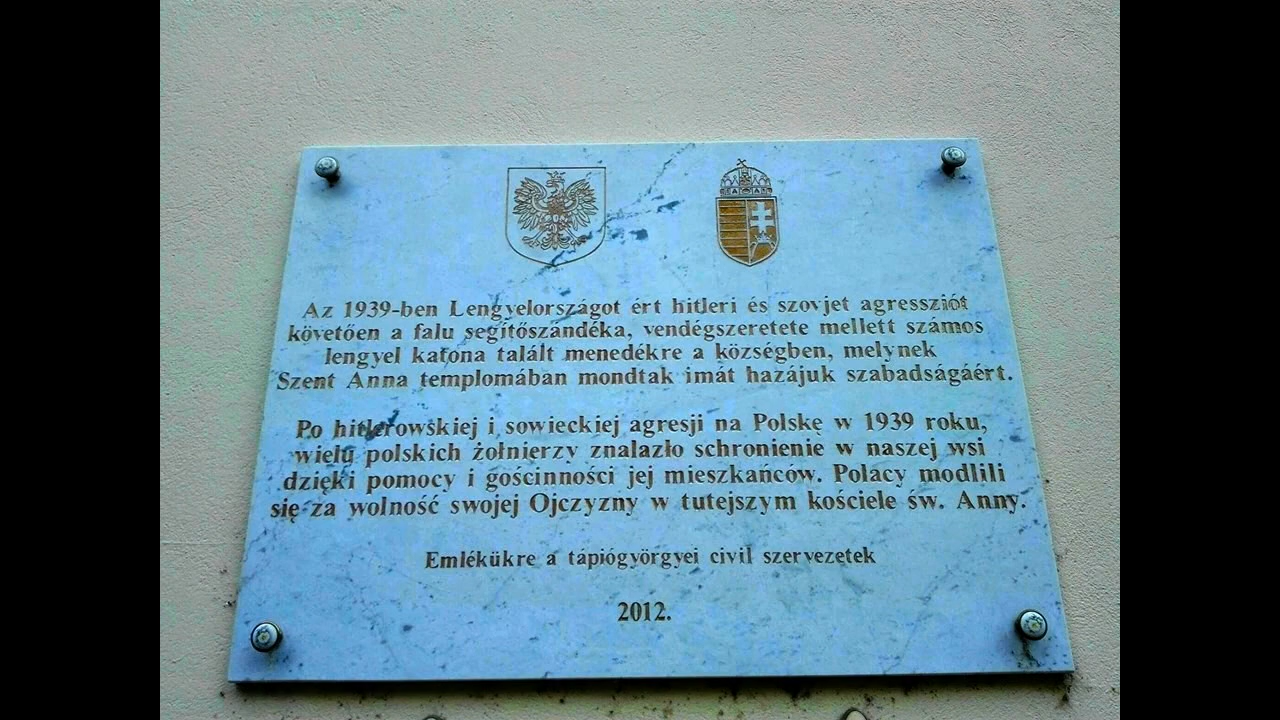 Az 1939-ben Lengyelországot ért hitleri és szovjet agressziót
követően a falu segítőszándéka, vendégszeretete mellett számos
lengyel katona talált menedékre a községben, melynek
Szent Anna templomában mondtak imát hazájuk szabadságáért.
Po hitlerowskiej i sowieckiej agresji na Polskę w 1939 roku,
wielu polskich żołnierzy znalazło schronienie w naszej wsi
dzięki pomocy i gościnności jej mieszkańców. Polacy modlili
się za wolność swojej Ojczyzny w tutejszym kościele św. Anny.
Emlékükre a tápiógyörgyei civil szervezetek
2012.